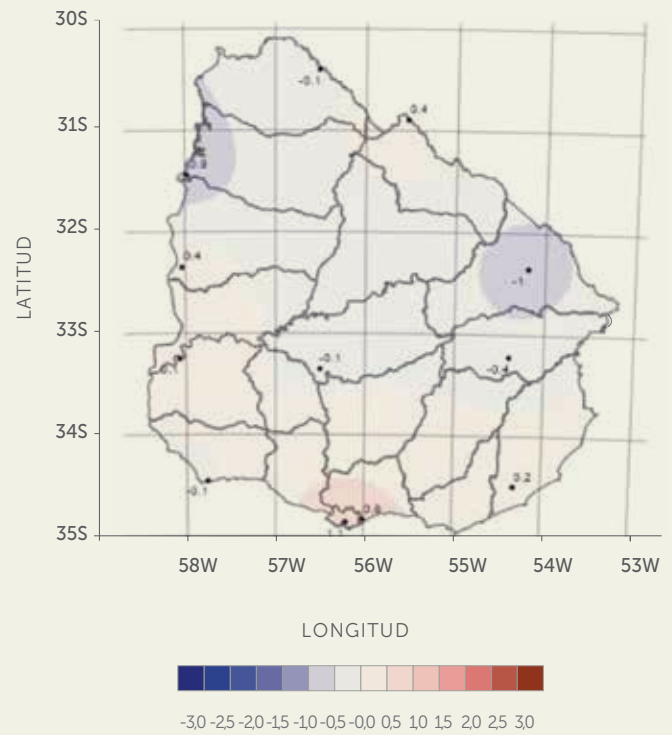 30S
31S
32S
33S
34S
35S
LATITUD
-0.1
0.4
0.4
-1
-0.1
-0.4
-0.1
0.2
58W 57W 56W 55W 54W 53W
LONGITUD
-3,0 -2,5 -2,0 -1,5 -1,0 -0,5 -0,0 0,5 1,0 1,5 2,0 2,5 3,0